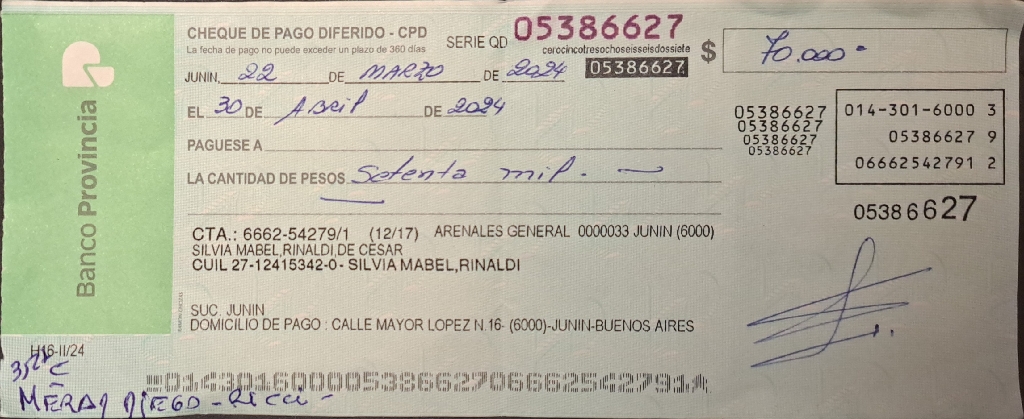 Banco Provincia
CHEQUE DE PAGO DIFERIDO - CPD
La fecha de pago no puede exceder un plazo de 360 días
SERIE QD 05386627
cerocincotresochoseisseisdossiete
05386627
$ 70.000-
JUNIN, 22 DE MARZO DE 2024
EL 30 DE Abril DE 2024
PAGUESE A
LA CANTIDAD DE PESOS Setenta mil. —
05386627
05386627
05386627
05386627
014-301-6000 3
05386627 9
06662542791 2
05386627
CTA.: 6662-54279/1 (12/17) ARENALES GENERAL 0000033 JUNIN (6000)
SILVIA MABEL,RINALDI,DE CESAR
CUIL 27-12415342-0- SILVIA MABEL,RINALDI
SUC. JUNIN
DOMICILIO DE PAGO : CALLE MAYOR LOPEZ N.16- (6000)-JUNIN-BUENOS AIRES
H16-II/24
DIEGO - Ricci -
01430160000538662706662542791